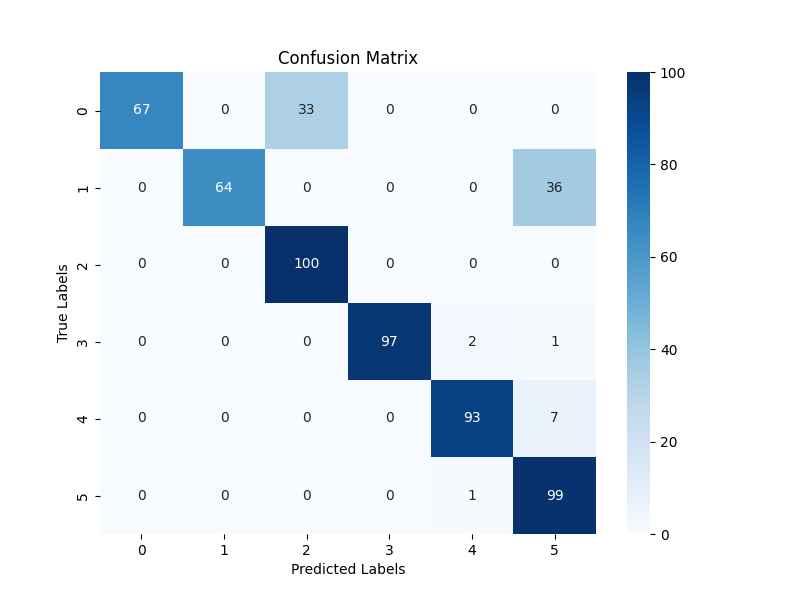 Confusion Matrix
True Labels
0 67 0 33 0 0 0
1 0 64 0 0 0 36
2 0 0 100 0 0 0
3 0 0 0 97 2 1
4 0 0 0 0 93 7
5 0 0 0 0 1 99
0 1 2 3 4 5
Predicted Labels
100
80
60
40
20
0